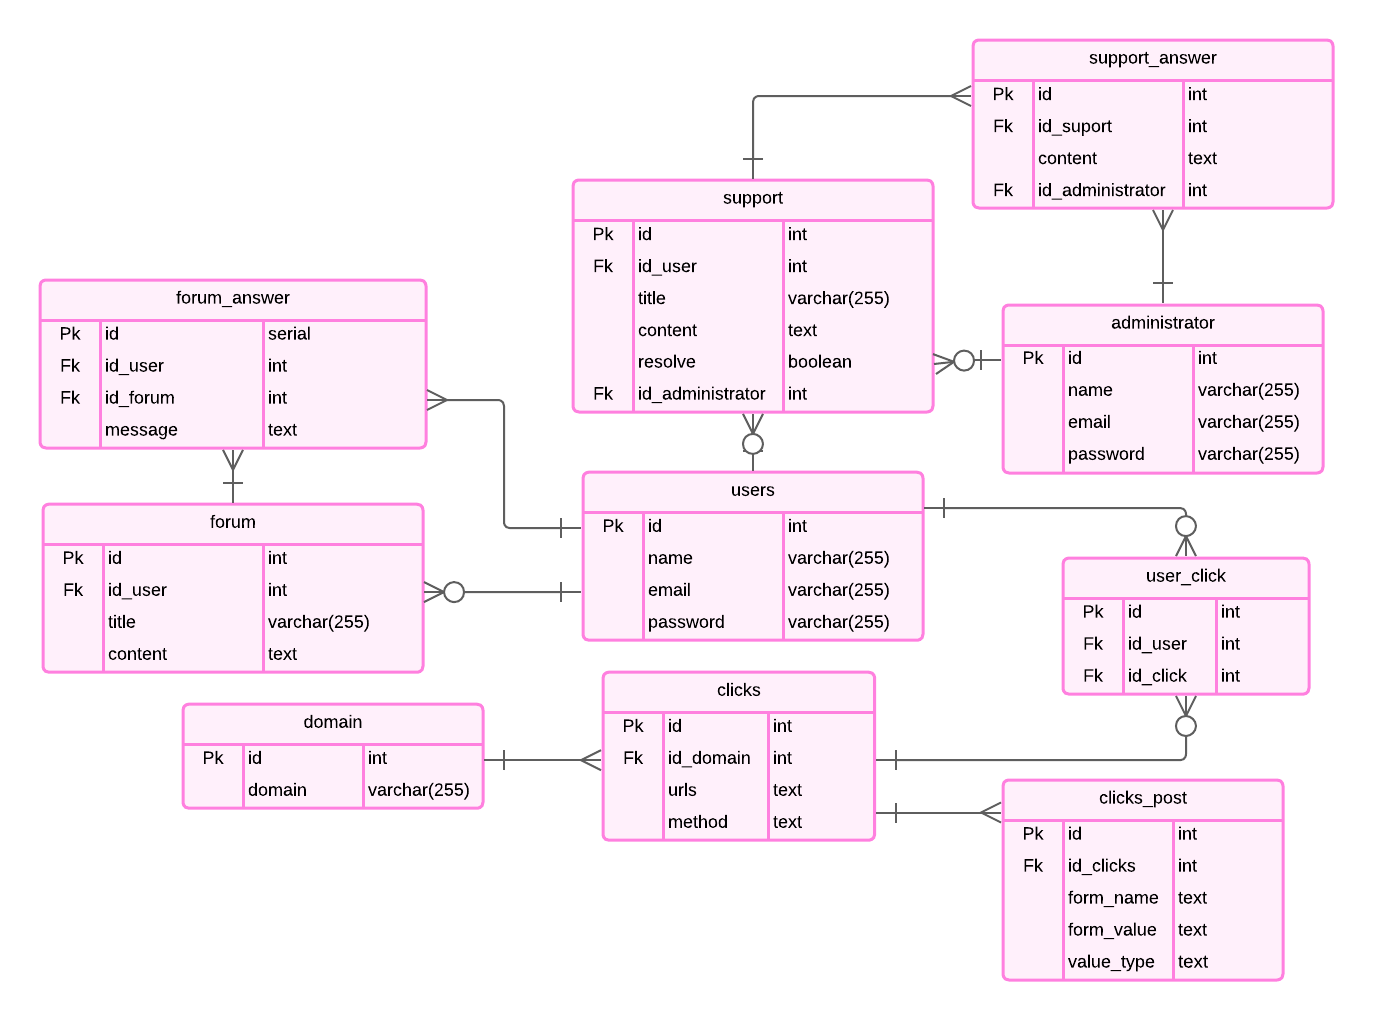 support_answer
Pk id int
Fk id_suport int
content text
Fk id_administrator int
support
Pk id int
Fk id_user int
title varchar(255)
content text
resolve boolean
Fk id_administrator int
forum_answer
Pk id serial
Fk id_user int
Fk id_forum int
message text
administrator
Pk id int
name varchar(255)
email varchar(255)
password varchar(255)
users
Pk id int
name varchar(255)
email varchar(255)
password varchar(255)
forum
Pk id int
Fk id_user int
title varchar(255)
content text
user_click
Pk id int
Fk id_user int
Fk id_click int
clicks
Pk id int
Fk id_domain int
urls text
method text
domain
Pk id int
domain varchar(255)
clicks_post
Pk id int
Fk id_clicks int
form_name text
form_value text
value_type text